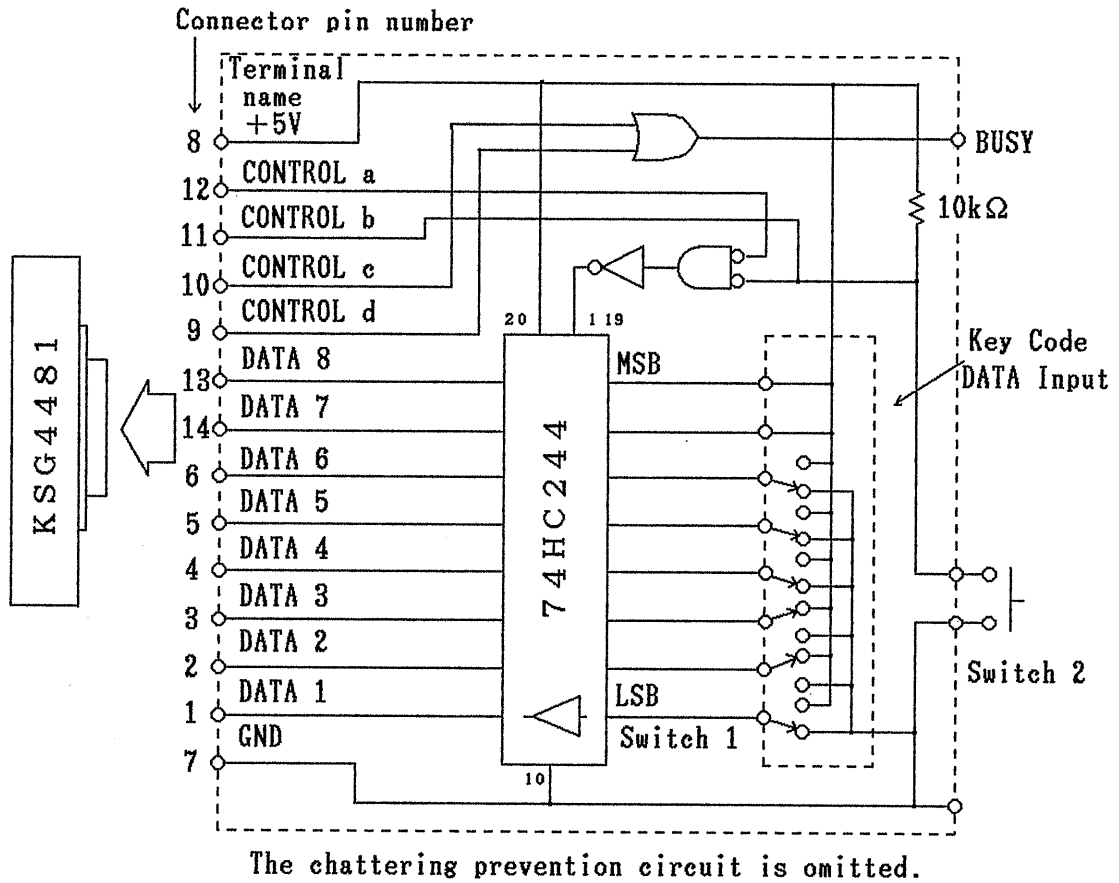 Connector pin number
Terminal
name
+5V
8
BUSY
CONTROL a
12
10kΩ
CONTROL b
11
CONTROL c
10
CONTROL d
9
20
1 19
Key Code
DATA Input
DATA 8
13
MSB
DATA 7
14
DATA 6
6
DATA 5
5
DATA 4
4
DATA 3
3
DATA 2
2
DATA 1
1
LSB
Switch 1
Switch 2
GND
7
10
KSG4481
74HC244
The chattering prevention circuit is omitted.